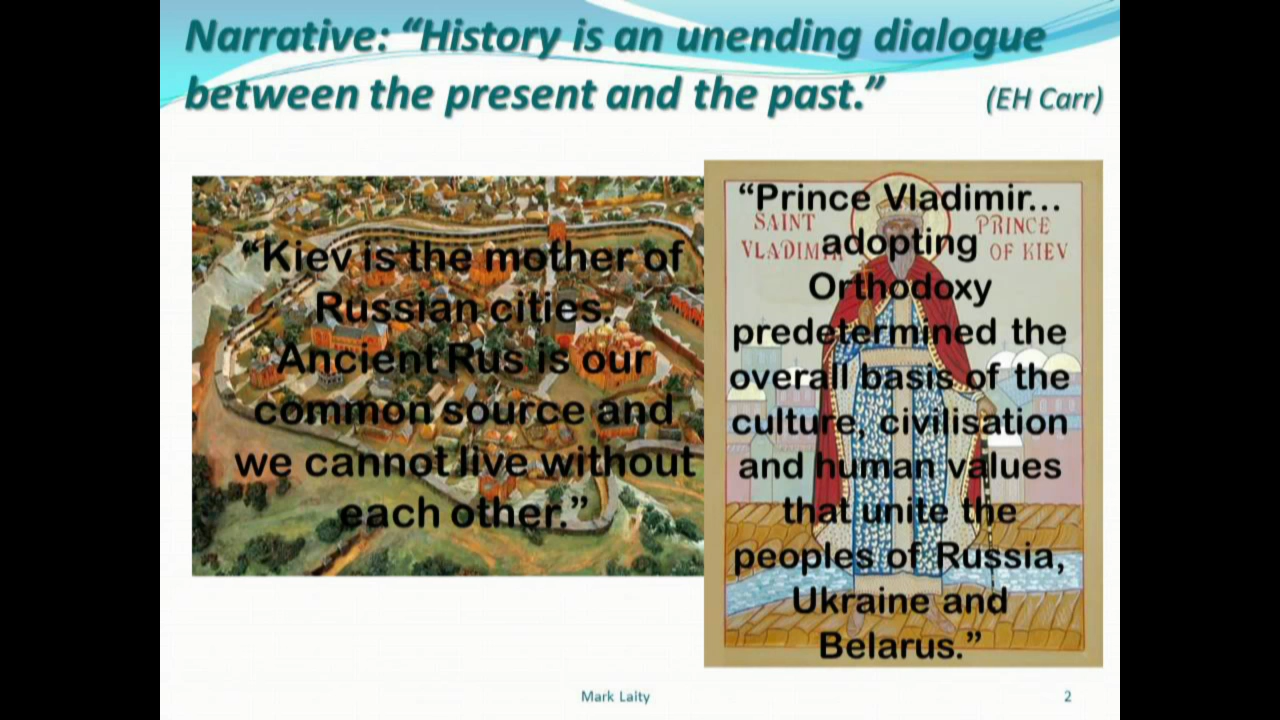 Narrative: “History is an unending dialogue
between the present and the past.” (EH Carr)
“Kiev is the mother of
Russian cities.
Ancient Rus is our
common source and
we cannot live without
each other.”
SAINT
VLADIMIR
PRINCE
OF KIEV
“Prince Vladimir...
adopting
Orthodoxy
predetermined the
overall basis of the
culture, civilisation
and human values
that unite the
peoples of Russia,
Ukraine and
Belarus.”
Mark Laity
2